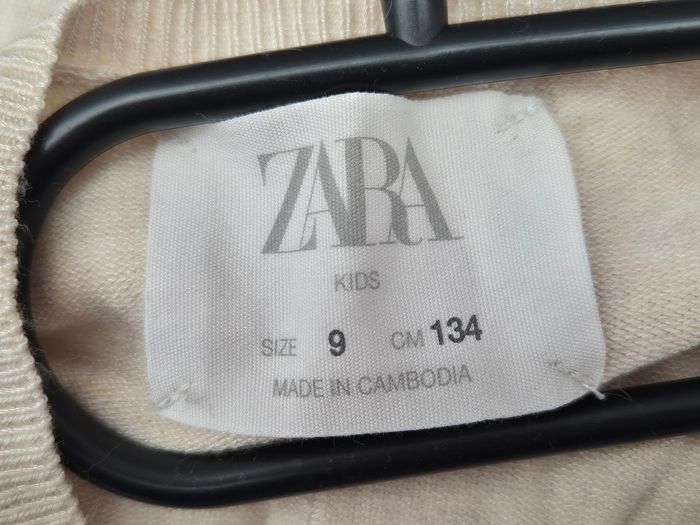 ZARA
KIDS
SIZE 9 CM 134
MADE IN CAMBODIA